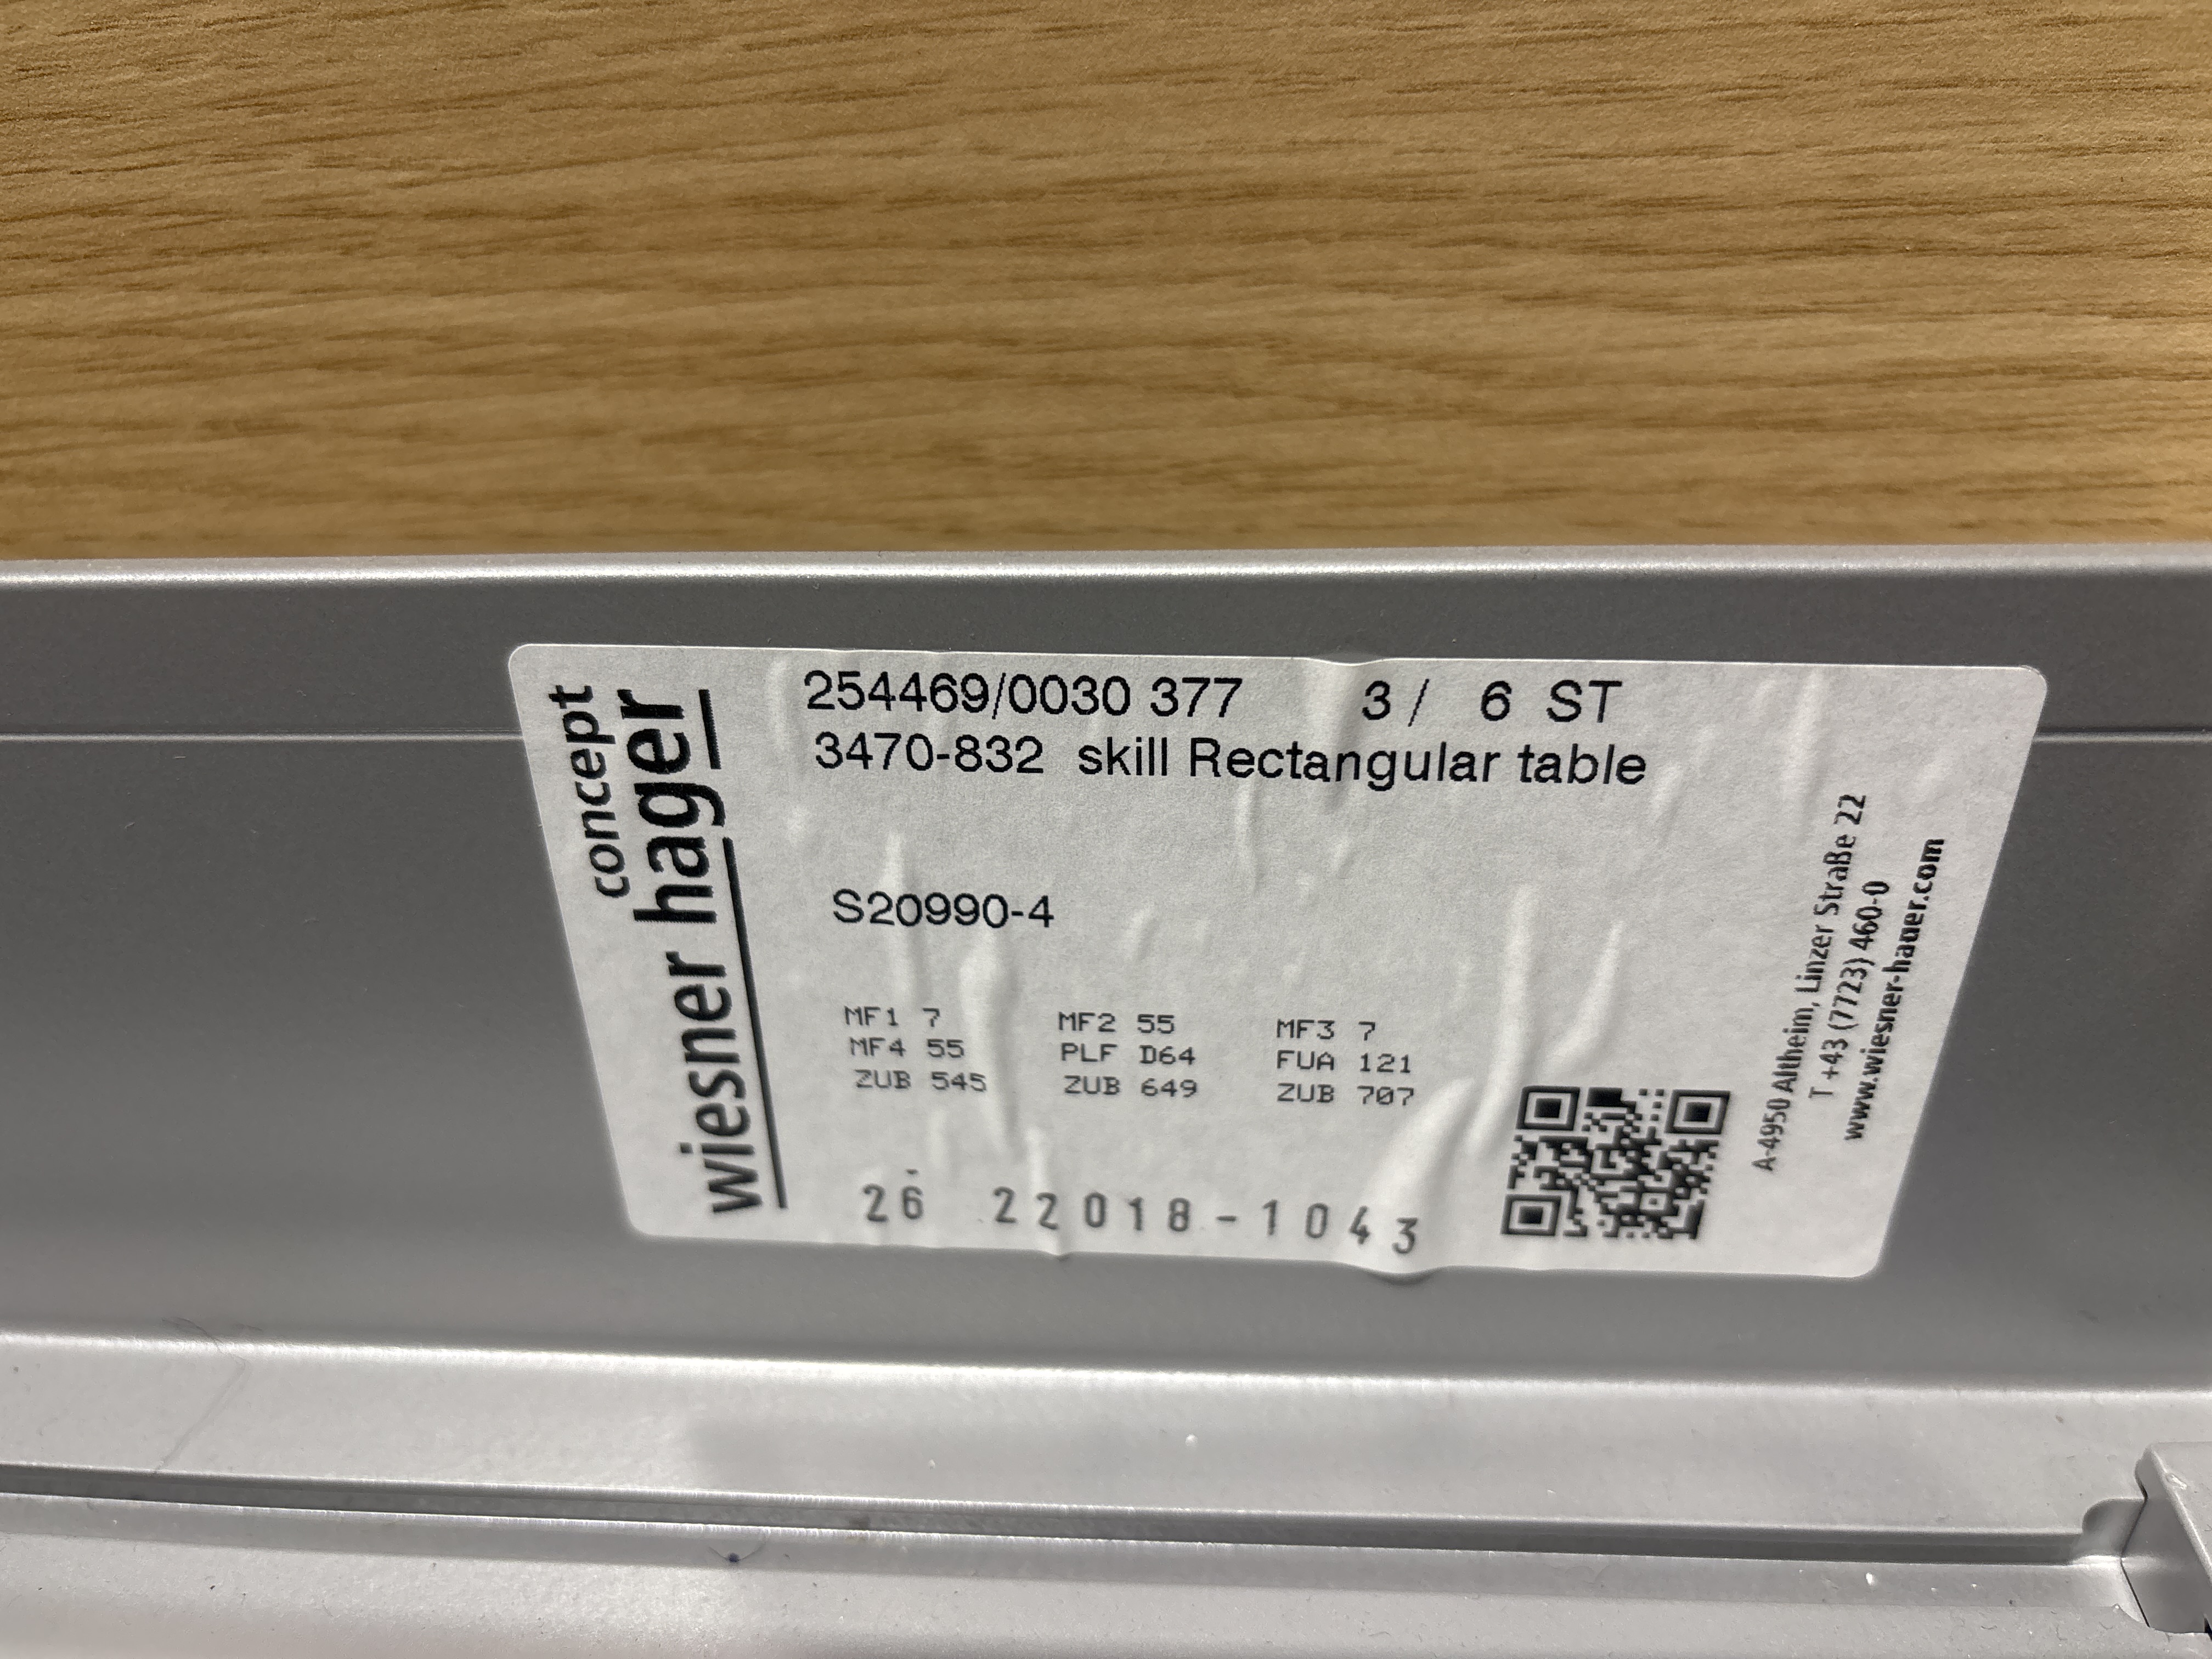 concept
wiesner hager
254469/0030 377 3 / 6 ST
3470-832 skill Rectangular table
S20990-4
MF1 7 MF2 55 MF3 7
MF4 55 PLF D64 FUA 121
ZUB 545 ZUB 649 ZUB 707
26 22018-1043
A-4950 Altheim, Linzer Straße 22
T +43 (7723) 460-0
www.wiesner-hager.com